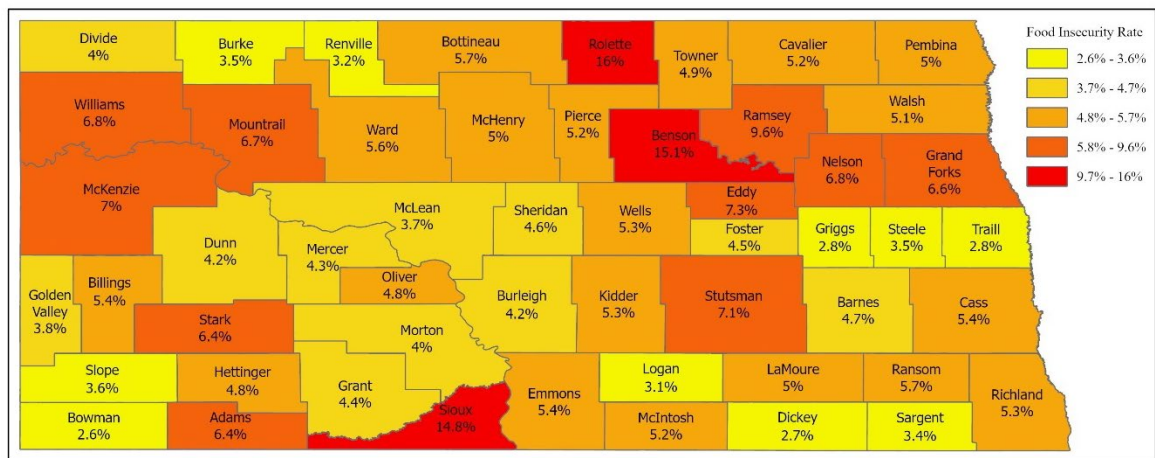 Divide
4%
Burke
3.5%
Renville
3.2%
Bottineau
5.7%
Rolette
16%
Towner
4.9%
Cavalier
5.2%
Pembina
5%
Food Insecurity Rate
2.6% - 3.6%
3.7% - 4.7%
4.8% - 5.7%
5.8% - 9.6%
9.7% - 16%
Williams
6.8%
Mountrail
6.7%
Ward
5.6%
McHenry
5%
Pierce
5.2%
Benson
15.1%
Ramsey
9.6%
Walsh
5.1%
Nelson
6.8%
Grand
Forks
6.6%
McKenzie
7%
Dunn
4.2%
McLean
3.7%
Mercer
4.3%
Oliver
4.8%
Sheridan
4.6%
Wells
5.3%
Eddy
7.3%
Foster
4.5%
Griggs
2.8%
Steele
3.5%
Traill
2.8%
Golden
Valley
3.8%
Billings
5.4%
Stark
6.4%
Morton
4%
Burleigh
4.2%
Kidder
5.3%
Stutsman
7.1%
Barnes
4.7%
Cass
5.4%
Slope
3.6%
Hettinger
4.8%
Grant
4.4%
Sioux
14.8%
Emmons
5.4%
Logan
3.1%
LaMoure
5%
Ransom
5.7%
Richland
5.3%
Bowman
2.6%
Adams
6.4%
McIntosh
5.2%
Dickey
2.7%
Sargent
3.4%